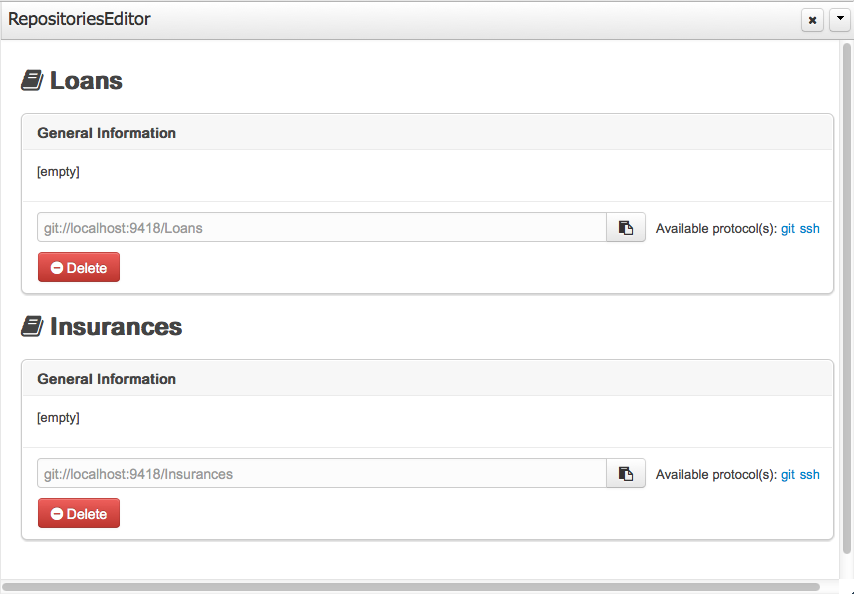 RepositoriesEditor
Loans
General Information
[empty]
git://localhost:9418/Loans
Available protocol(s): git ssh
Delete
Insurances
General Information
[empty]
git://localhost:9418/Insurances
Available protocol(s): git ssh
Delete